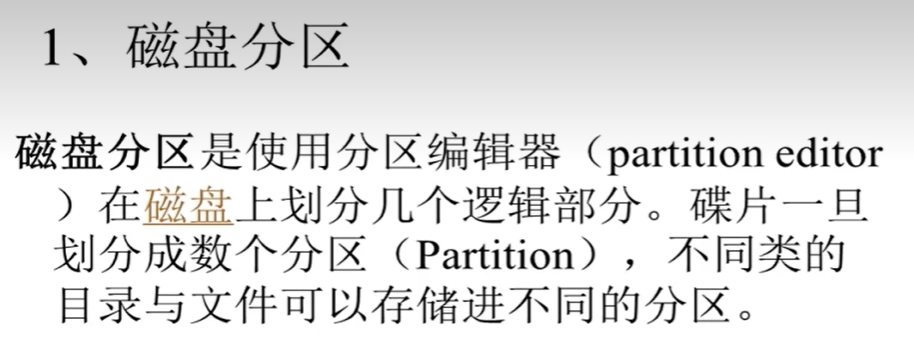 1、磁盘分区
磁盘分区是使用分区编辑器（partition editor
）在磁盘上划分几个逻辑部分。碟片一旦
划分成数个分区（Partition），不同类的
目录与文件可以存储进不同的分区。